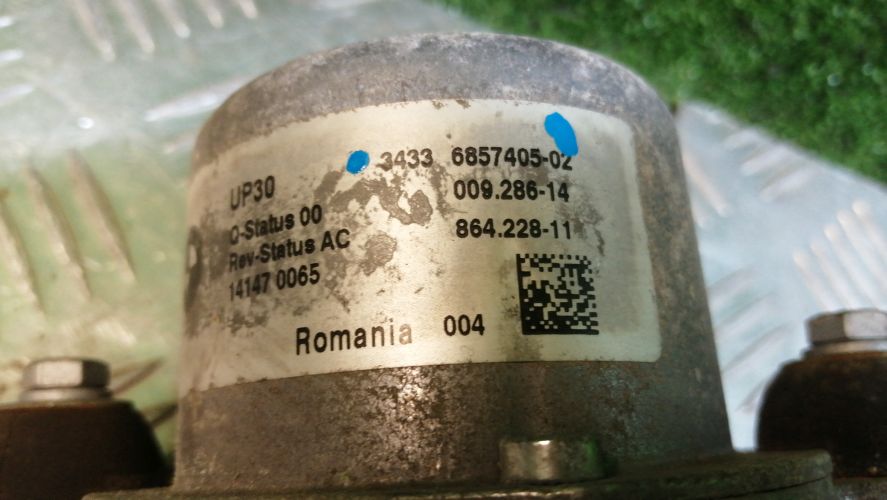 3433 6857405-02
UP30 009.286-14
Q-Status 00 864.228-11
Rev-Status AC
14147 0065
Romania 004